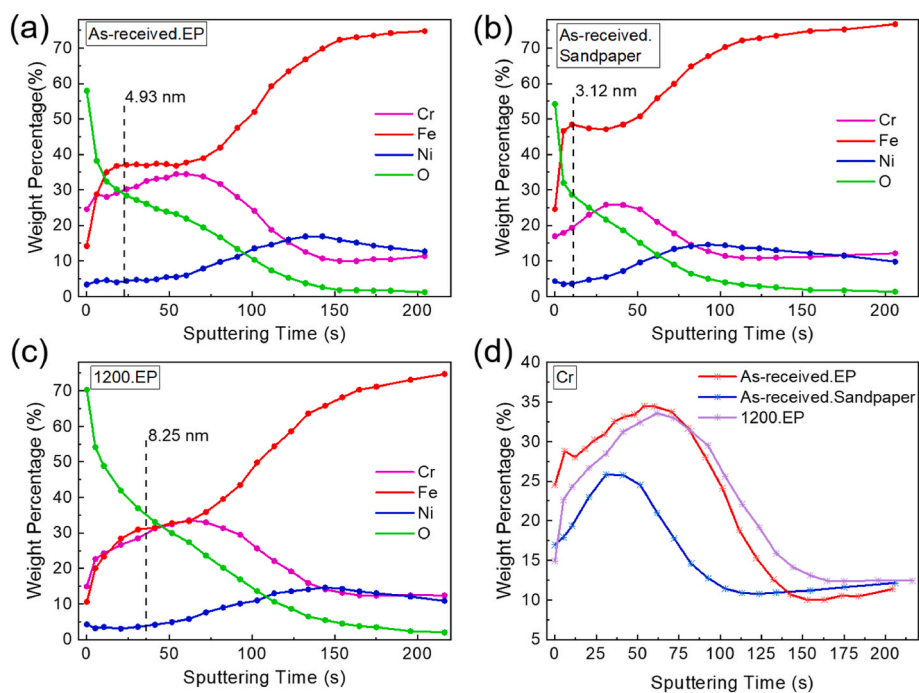 (a)
As-received.EP
4.93 nm
Cr
Fe
Ni
O
Weight Percentage(%)
70
60
50
40
30
20
10
0
0 50 100 150 200
Sputtering Time (s)
(b)
As-received.
Sandpaper
3.12 nm
Cr
Fe
Ni
O
Weight Percentage (%)
70
60
50
40
30
20
10
0
0 25 50 75 100 125 150 175 200
Sputtering Time (s)
(c)
1200.EP
8.25 nm
Cr
Fe
Ni
O
Weight Percentage (%)
70
60
50
40
30
20
10
0
0 50 100 150 200
Sputtering Time (s)
(d)
Cr
As-received.EP
As-received.Sandpaper
1200.EP
Weight Percentage (%)
40
35
30
25
20
15
10
5
0 25 50 75 100 125 150 175 200
Sputtering Time (s)